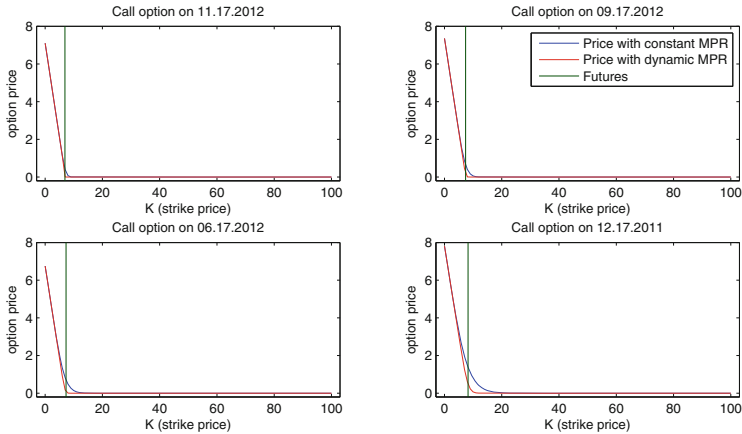 Call option on 11.17.2012
option price
8
6
4
2
0
0 20 40 60 80 100
K (strike price)
Call option on 09.17.2012
Price with constant MPR
Price with dynamic MPR
Futures
option price
8
6
4
2
0
0 20 40 60 80 100
K (strike price)
Call option on 06.17.2012
option price
8
6
4
2
0
0 20 40 60 80 100
K (strike price)
Call option on 12.17.2011
option price
8
6
4
2
0
0 20 40 60 80 100
K (strike price)